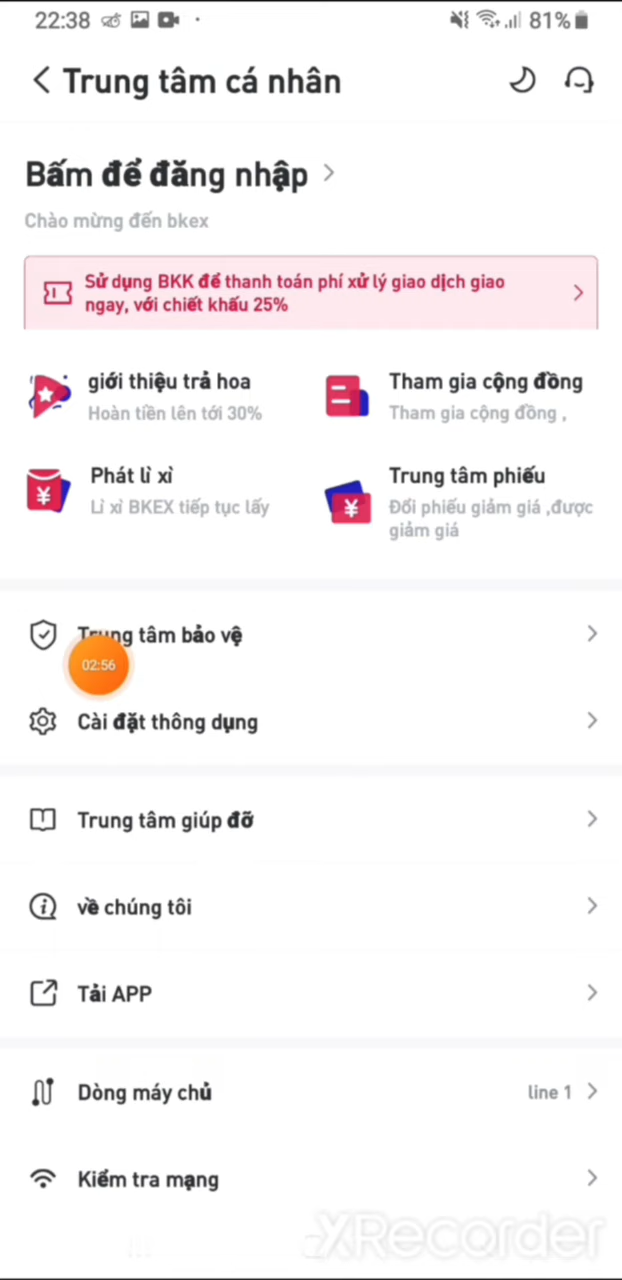 22:38
81%
Trung tâm cá nhân
Bấm để đăng nhập
Chào mừng đến bkex
Sử dụng BKK để thanh toán phí xử lý giao dịch giao
ngay, với chiết khấu 25%
giới thiệu trả hoa
Hoàn tiền lên tới 30%
Tham gia cộng đồng
Tham gia cộng đồng ,
Phát lì xì
Lì xì BKEX tiếp tục lấy
Trung tâm phiếu
Đổi phiếu giảm giá ,được
giảm giá
Trung tâm bảo vệ
02:56
Cài đặt thông dụng
Trung tâm giúp đỡ
về chúng tôi
Tải APP
Dòng máy chủ
line 1
Kiểm tra mạng
XRecorder